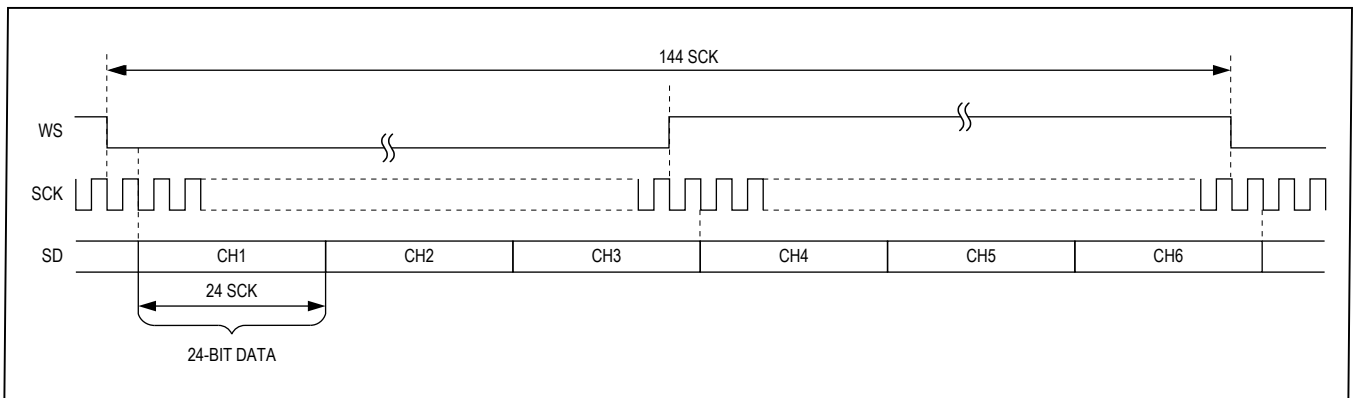 144 SCK
WS
SCK
SD
CH1
CH2
CH3
CH4
CH5
CH6
24 SCK
24-BIT DATA